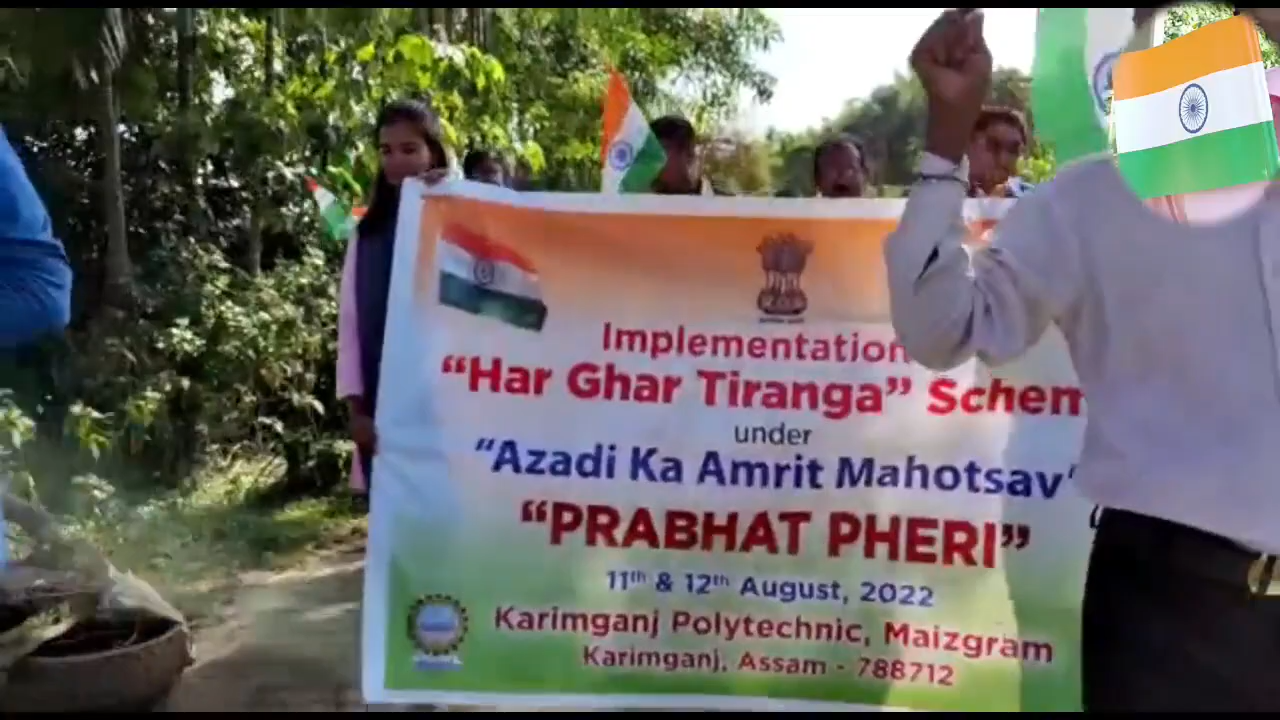 Implementation
“Har Ghar Tiranga” Schem
under
“Azadi Ka Amrit Mahotsav”
“PRABHAT PHERI”
11th & 12th August, 2022
Karimganj Polytechnic, Maizgram
Karimganj, Assam - 788712